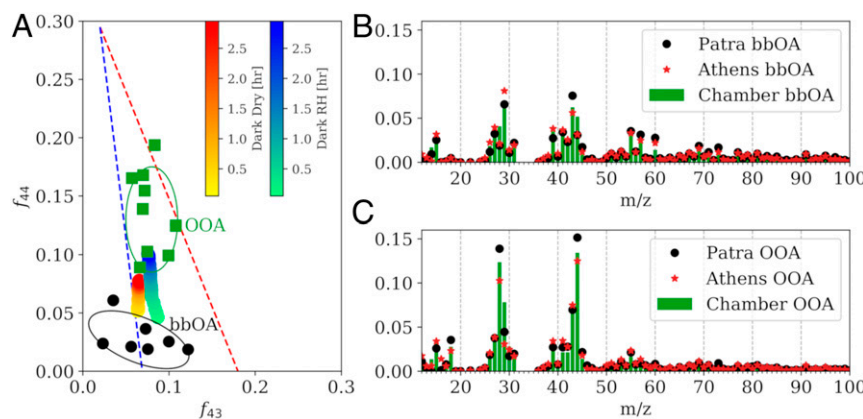 A
0.30
0.25
0.20
0.15
0.10
0.05
0.00
f44
0.0
0.1
0.2
0.3
f43
2.5
2.0
1.5
1.0
0.5
Dark Dry [hr]
2.5
2.0
1.5
1.0
0.5
Dark RH [hr]
OOA
bbOA
B
0.15
0.10
0.05
0.00
Patra bbOA
Athens bbOA
Chamber bbOA
20 30 40 50 60 70 80 90 100
m/z
C
0.15
0.10
0.05
0.00
Patra OOA
Athens OOA
Chamber OOA
20 30 40 50 60 70 80 90 100
m/z